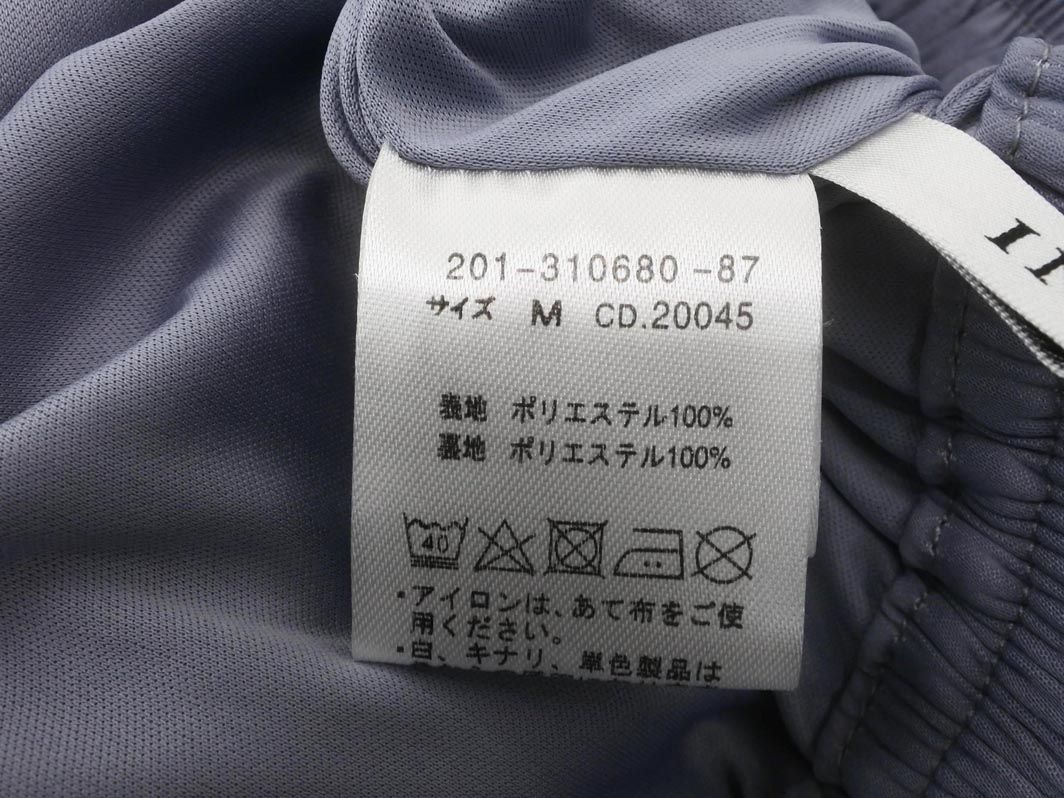 201-310680-87
サイズ M CD.20045
表地 ポリエステル100%
裏地 ポリエステル100%
40
・アイロンは、あて布をご使
用ください。
・白、キナリ、単色製品は
11